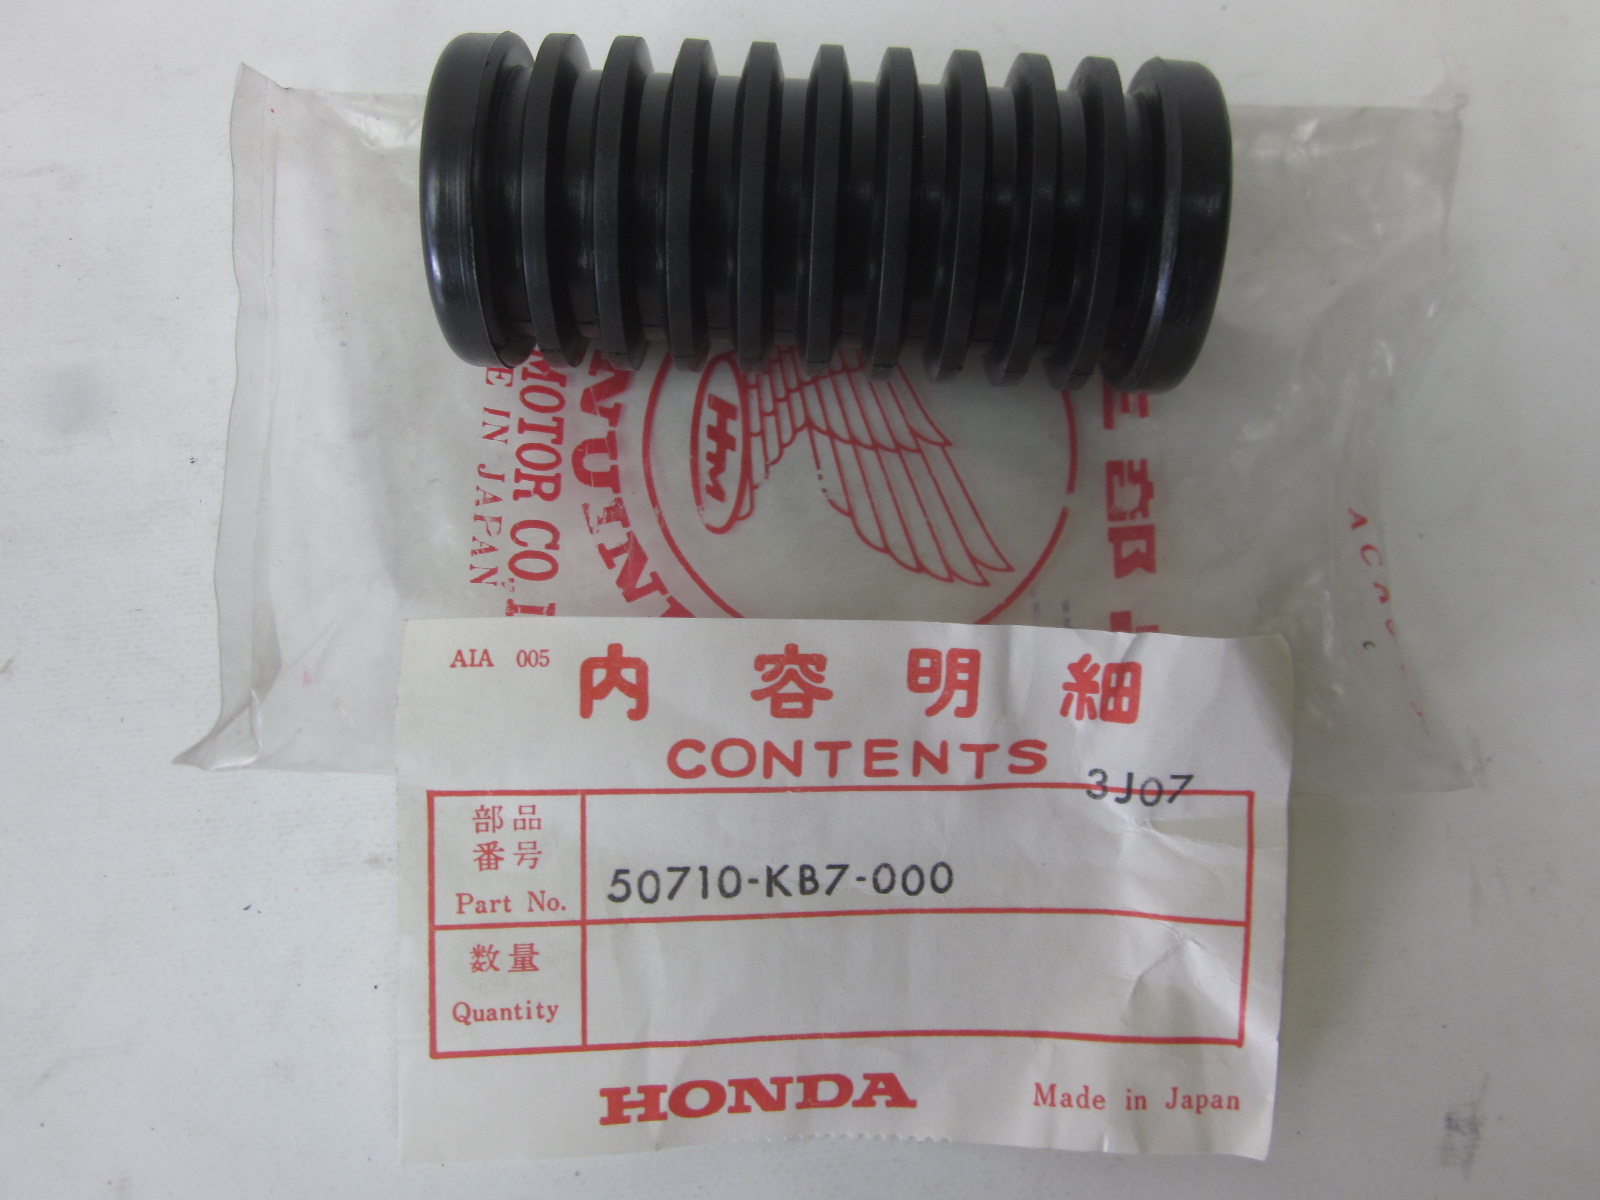 MOTOR CO
IN JAPAN
HM
AIA 005
内容明細
CONTENTS
3J07
部品
番号
Part No.
50710-KB7-000
数量
Quantity
HONDA
Made in Japan